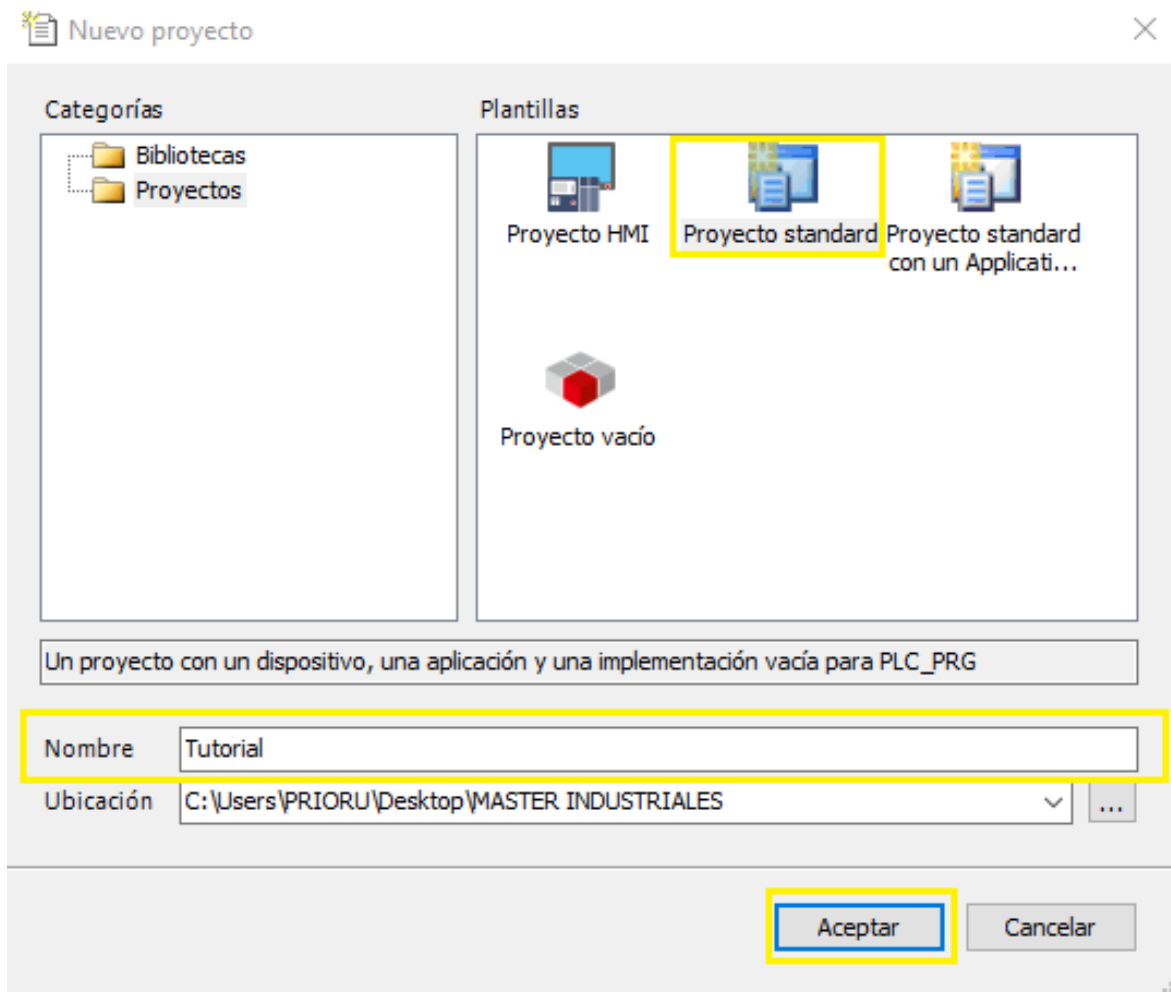 Nuevo proyecto
Categorías
Plantillas
Bibliotecas
Proyectos
Proyecto HMI
Proyecto standard
Proyecto standard
con un Applicati...
Proyecto vacío
Un proyecto con un dispositivo, una aplicación y una implementación vacía para PLC_PRG
Nombre
Tutorial
Ubicación
C:\Users\PRIORU\Desktop\MASTER INDUSTRIALES
...
Aceptar
Cancelar